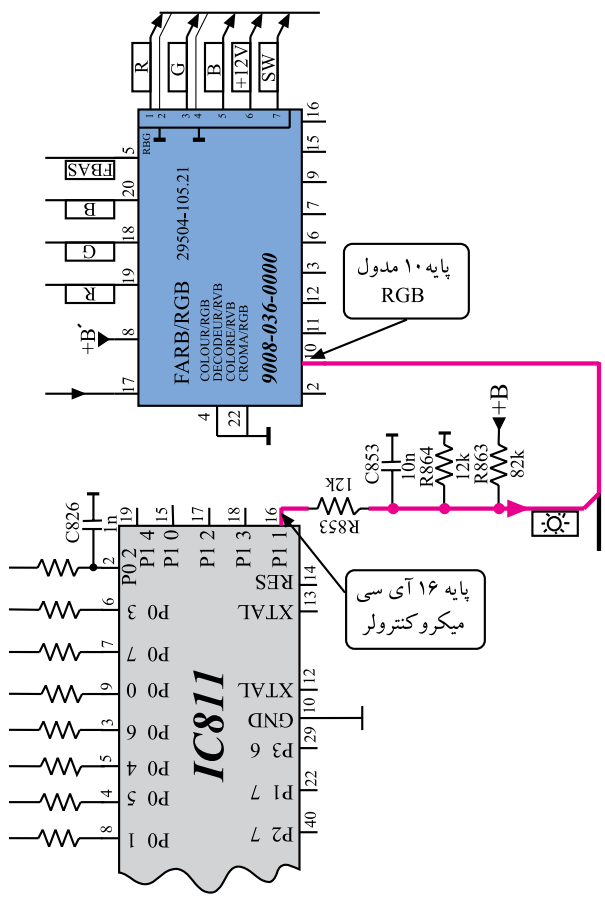 R
G
B
+12V
SW
1
2
3
4
5
6
7
RBG
16
15
9
7
6
3
12
11
10
2
5
FBAS
20
B
18
G
19
R
8
+B'
17
4
22
FARB/RGB
29504-105.21
COLOUR/RGB
DECODEUR/RVB
COLORE/RVB
CROMA/RGB
9008-036-0000
پایه ۱۰ مدول
RGB
C853
10n
R864
12k
R863
82k
+B
12k
R853
پایه ۱۶ آی سی
میکروکنترولر
C826
1n
19
15
17
18
16
P0 2
P1 4
P1 0
P1 2
P1 3
P1 1
2
6
P0 3
7
P0 7
9
P0 0
3
P0 6
5
P0 4
4
P0 5
8
P0 1
RES
14
XTAL
13
XTAL
12
GND
10
P3 6
29
P1 7
22
P2 7
40
IC811